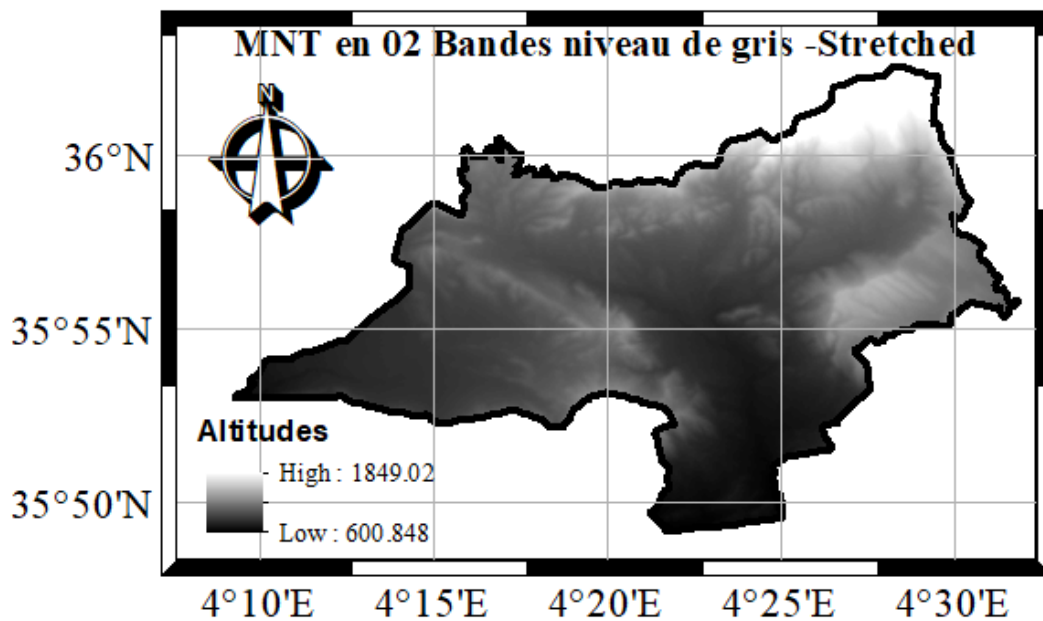 MNT en 02 Bandes niveau de gris -Stretched
N
36°N
35°55'N
35°50'N
Altitudes
High : 1849.02
Low : 600.848
4°10'E 4°15'E 4°20'E 4°25'E 4°30'E